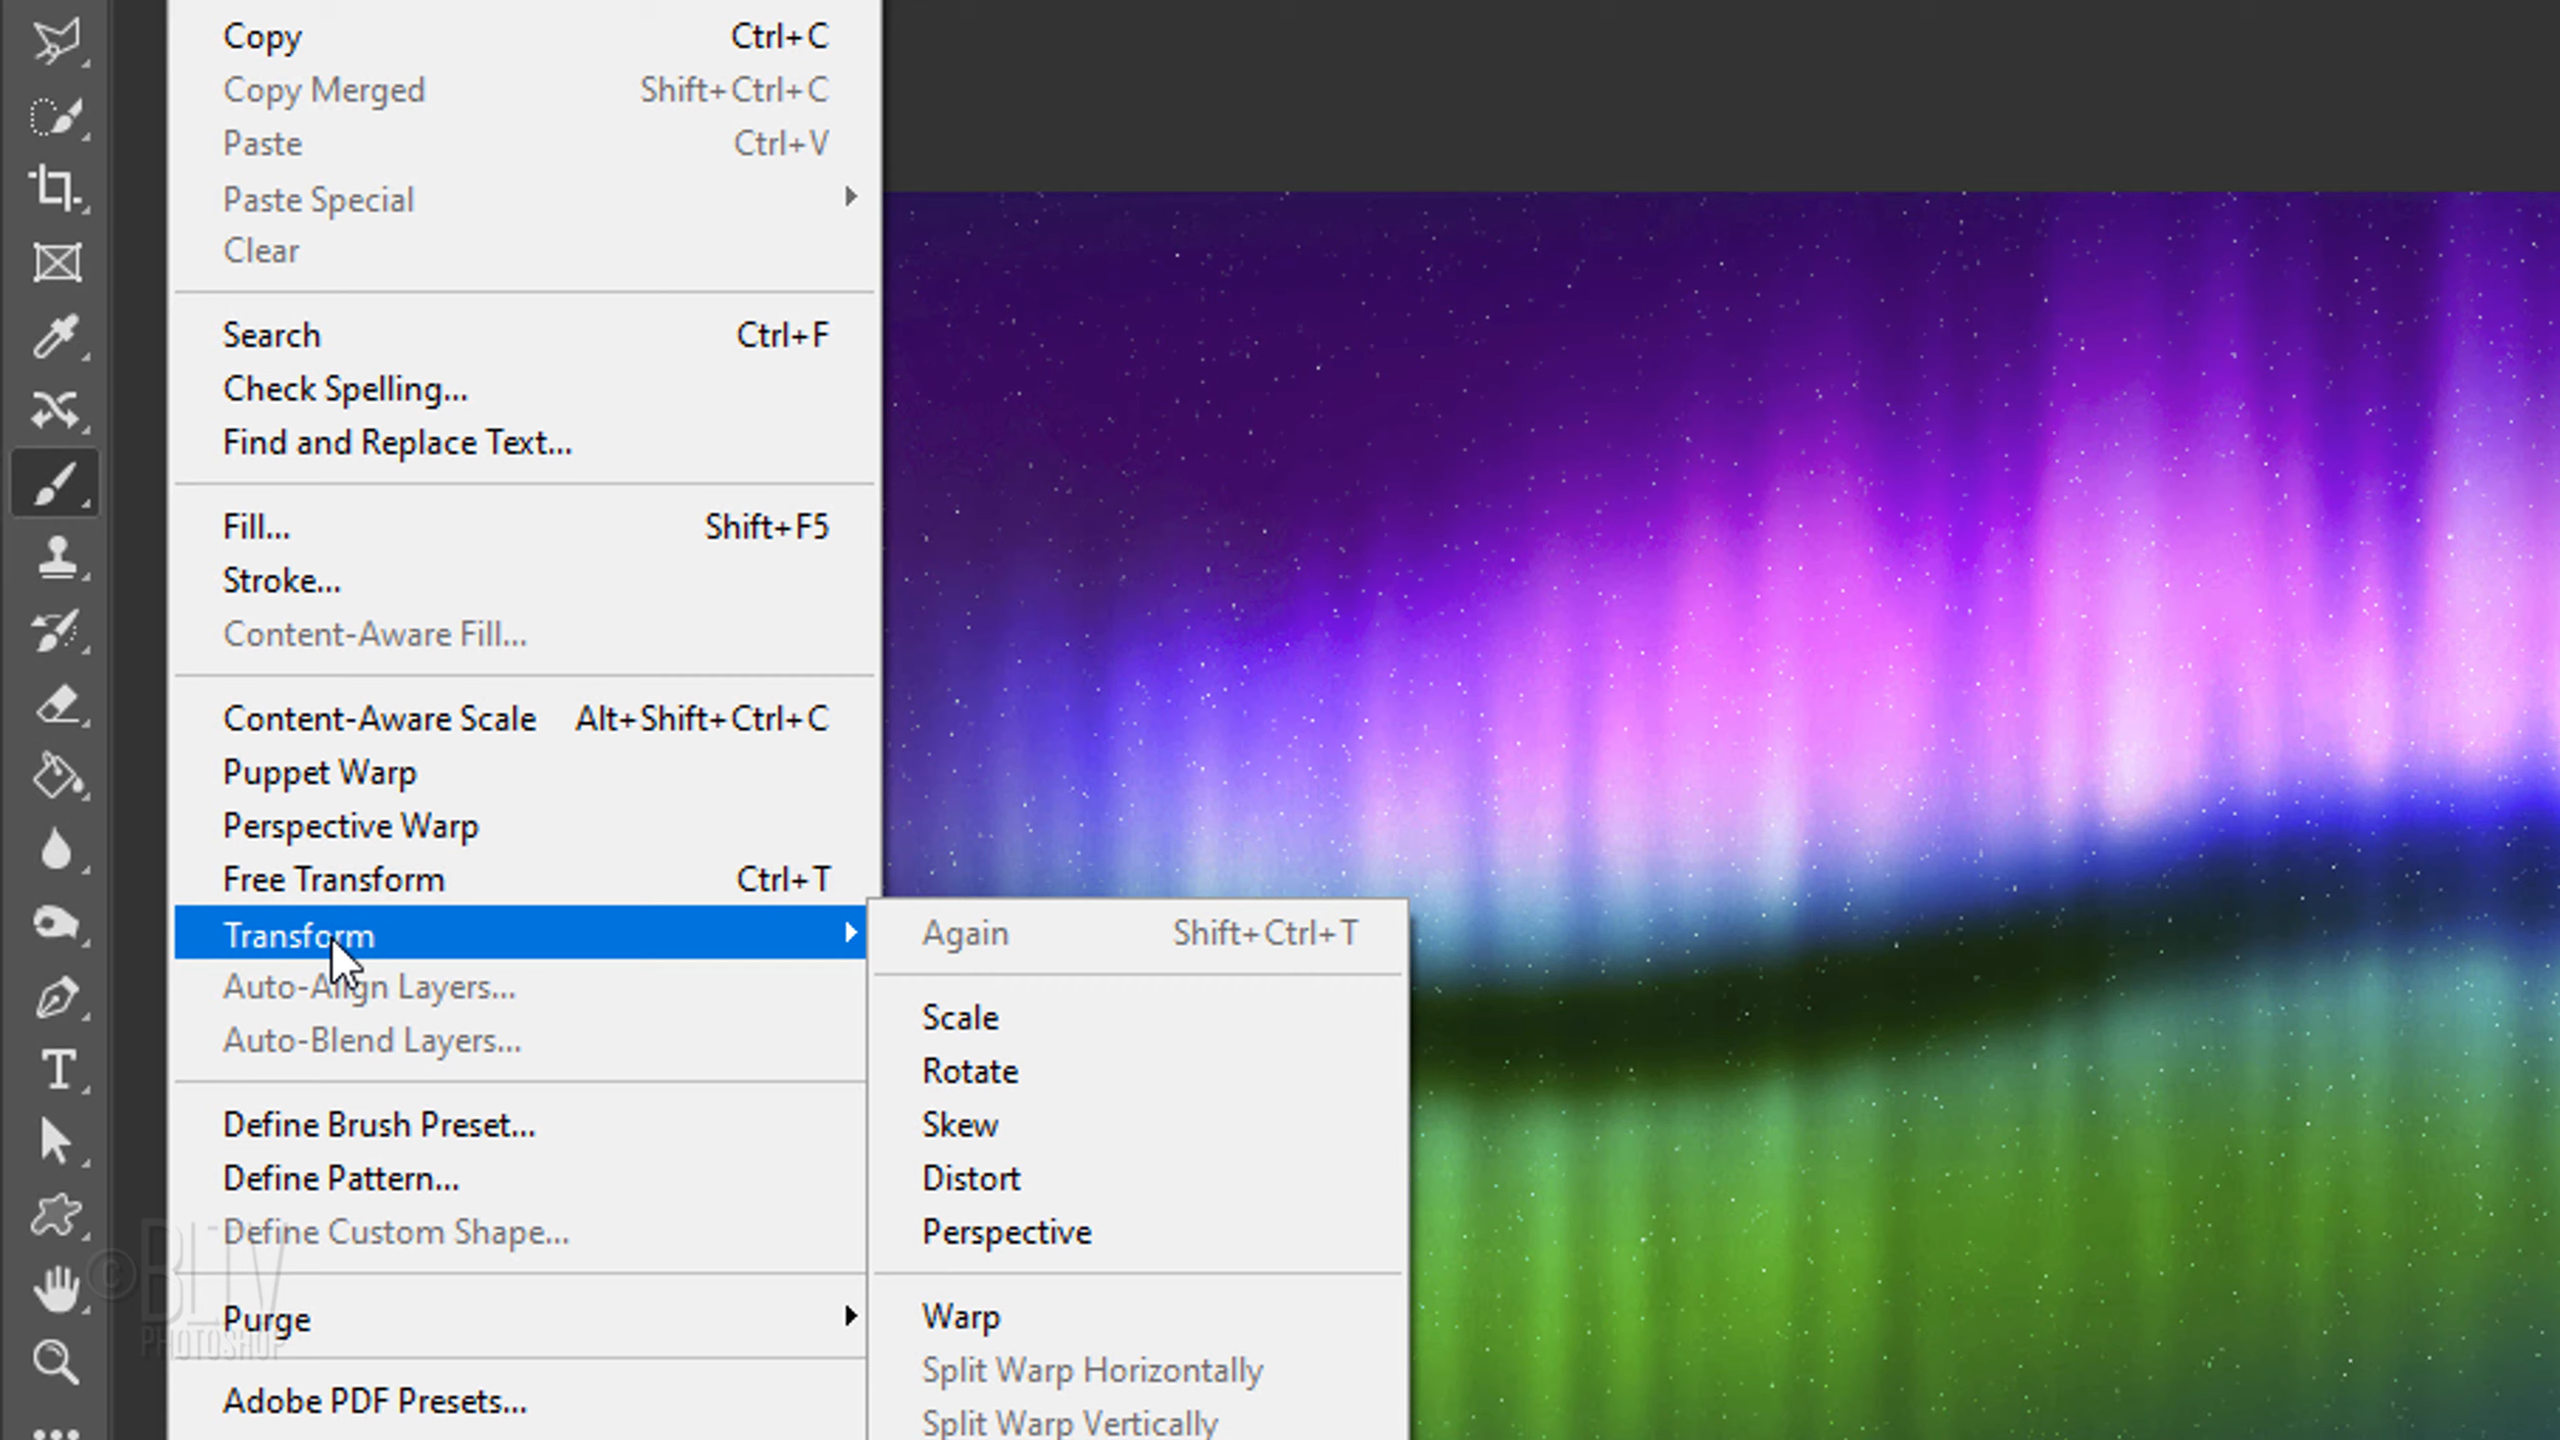 Copy Ctrl+C
Copy Merged Shift+Ctrl+C
Paste Ctrl+V
Paste Special
Clear
Search Ctrl+F
Check Spelling...
Find and Replace Text...
Fill... Shift+F5
Stroke...
Content-Aware Fill...
Content-Aware Scale Alt+Shift+Ctrl+C
Puppet Warp
Perspective Warp
Free Transform Ctrl+T
Transform
Auto-Align Layers...
Auto-Blend Layers...
Define Brush Preset...
Define Pattern...
Define Custom Shape...
Purge
Adobe PDF Presets...
Again Shift+Ctrl+T
Scale
Rotate
Skew
Distort
Perspective
Warp
Split Warp Horizontally
Split Warp Vertically
© BLTV
PHOTOSHOP